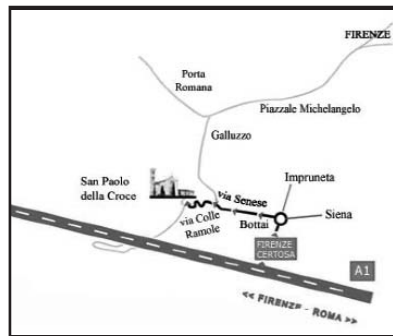 FIRENZE
Porta
Romana
Piazzale Michelangelo
Galluzzo
Impruneta
San Paolo
della Croce
via Senese
Siena
via Colle
Ramole
Bottai
FIRENZE
CERTOSA
A1
<< FIRENZE - ROMA >>